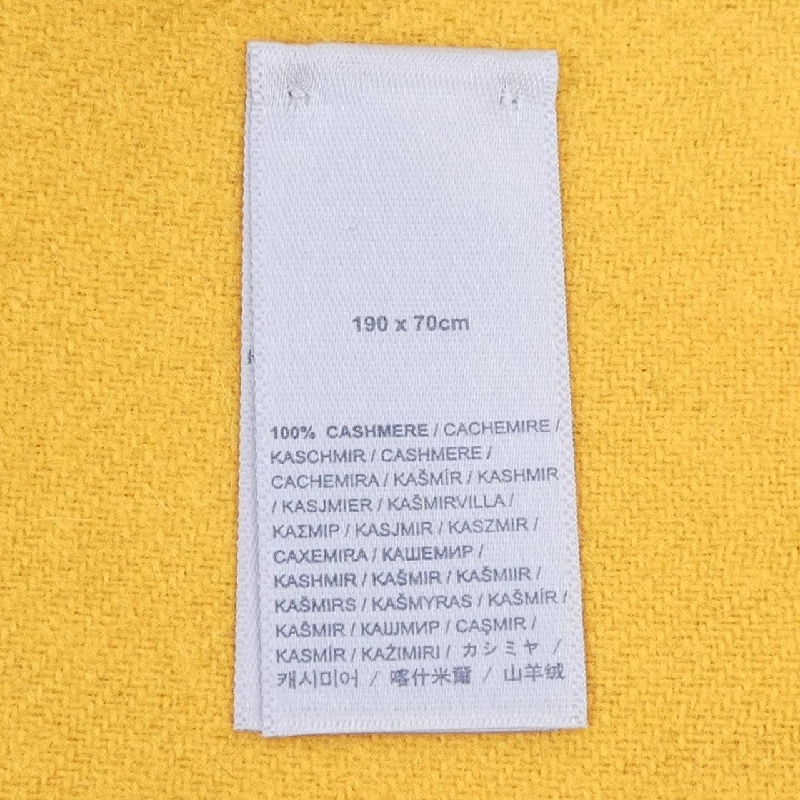 190 x 70cm
100% CASHMERE / CACHEMIRE /
KASCHMIR / CASHMERE /
CACHEMIRA / KAŠMÍR / KASHMIR
/ KASJMIER / KAŠMIRVILLA /
ΚΑΣΜΙΡ / KASJMIR / KASZMIR /
CAXEMIRA / КАШЕМИР /
KASHMIR / KAŠMIR / KAŠMIIR /
KAŠMIRS / KAŠMYRAS / KAŠMÍR /
KAŠMIR / КАШМИР / CAŞMIR /
KASMÍR / KAŻIMIRI / カシミヤ /
캐시미어 / 喀什米爾 / 山羊绒